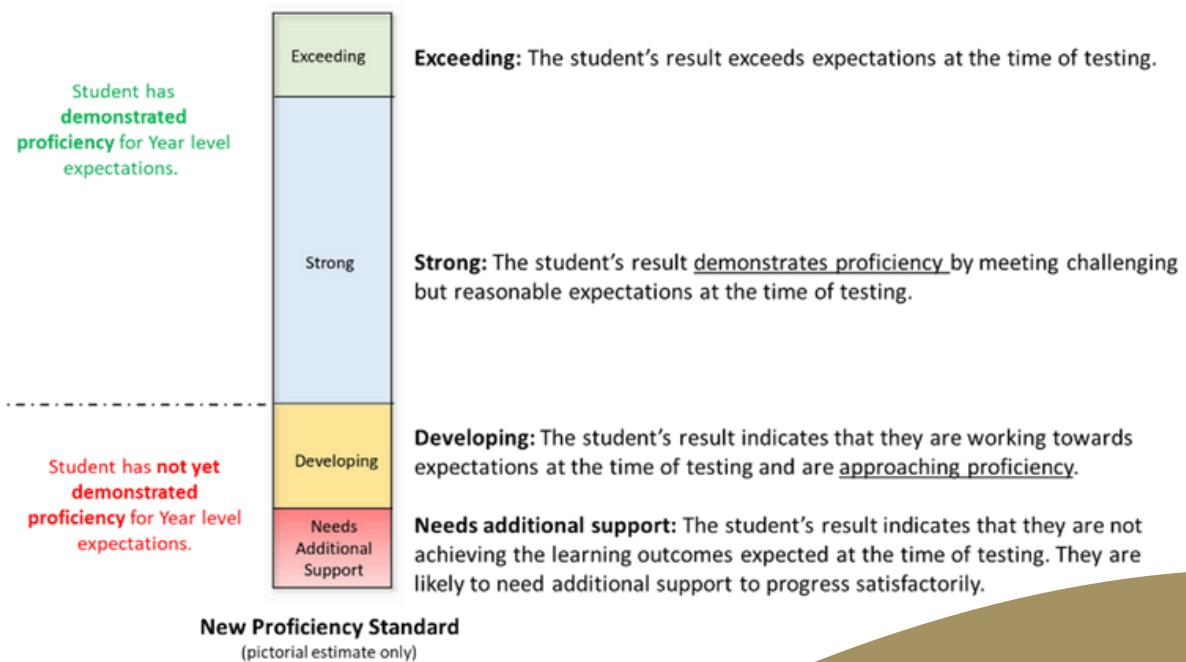 Student has
demonstrated
proficiency for Year level
expectations.
Exceeding
Exceeding: The student's result exceeds expectations at the time of testing.
Strong
Strong: The student's result demonstrates proficiency by meeting challenging
but reasonable expectations at the time of testing.
Student has not yet
demonstrated
proficiency for Year level
expectations.
Developing
Developing: The student's result indicates that they are working towards
expectations at the time of testing and are approaching proficiency.
Needs
Additional
Support
Needs additional support: The student's result indicates that they are not
achieving the learning outcomes expected at the time of testing. They are
likely to need additional support to progress satisfactorily.
New Proficiency Standard
(pictorial estimate only)